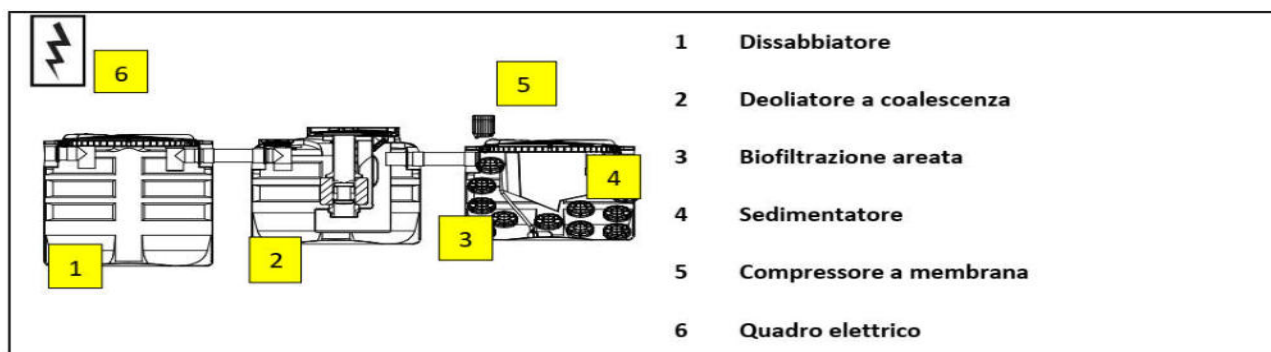 6
5
4
3
2
1
1 Dissabbiatore
2 Deoliatore a coalescenza
3 Biofiltrazione areata
4 Sedimentatore
5 Compressore a membrana
6 Quadro elettrico